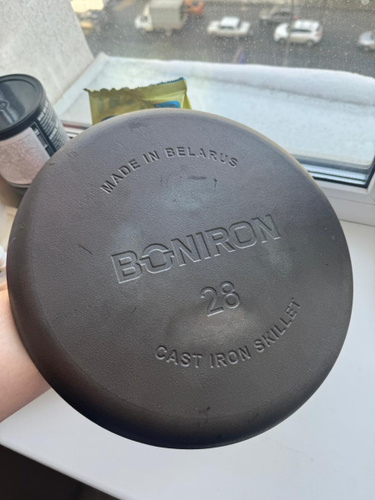 MADE IN BELARUS
BONIRON
28
CAST IRON SKILLET